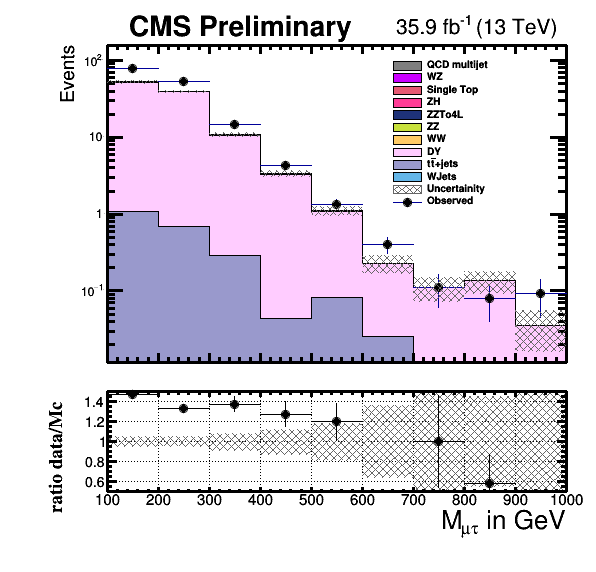 CMS Preliminary 35.9 fb⁻¹ (13 TeV)
Events
10²
10
1
10⁻¹
QCD multijet
WZ
Single Top
ZH
ZZTo4L
ZZ
WW
DY
tt̄+jets
WJets
Uncertainity
Observed
ratio data/Mc
1.4
1.2
1
0.8
0.6
100 200 300 400 500 600 700 800 900 1000
M_μτ in GeV